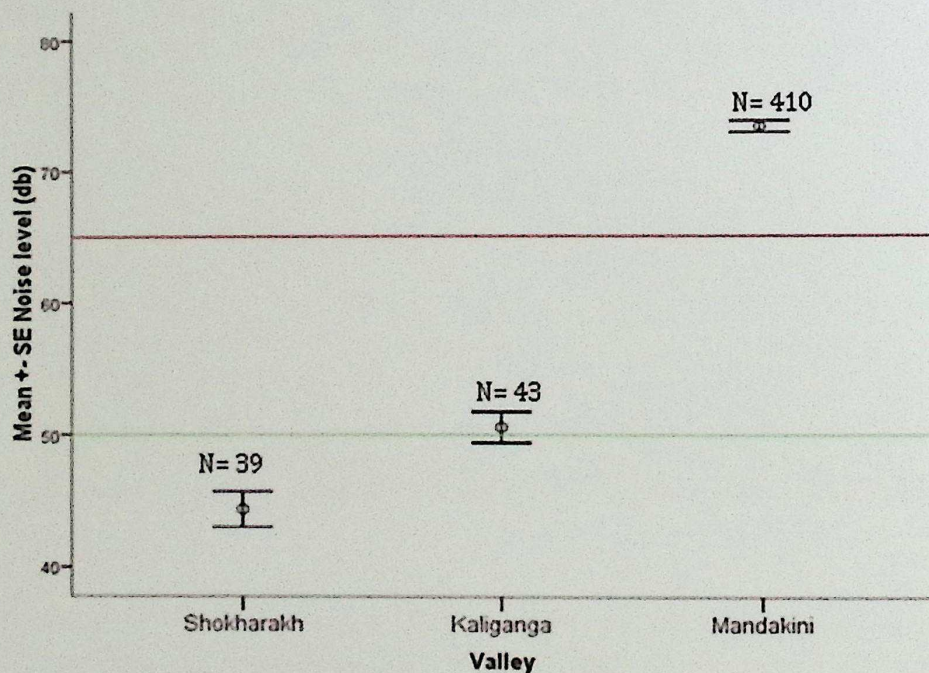 Mean +- SE Noise level (db)
80
70
60
50
40
N= 410
N= 43
N= 39
Shokharakh
Kaliganga
Mandakini
Valley